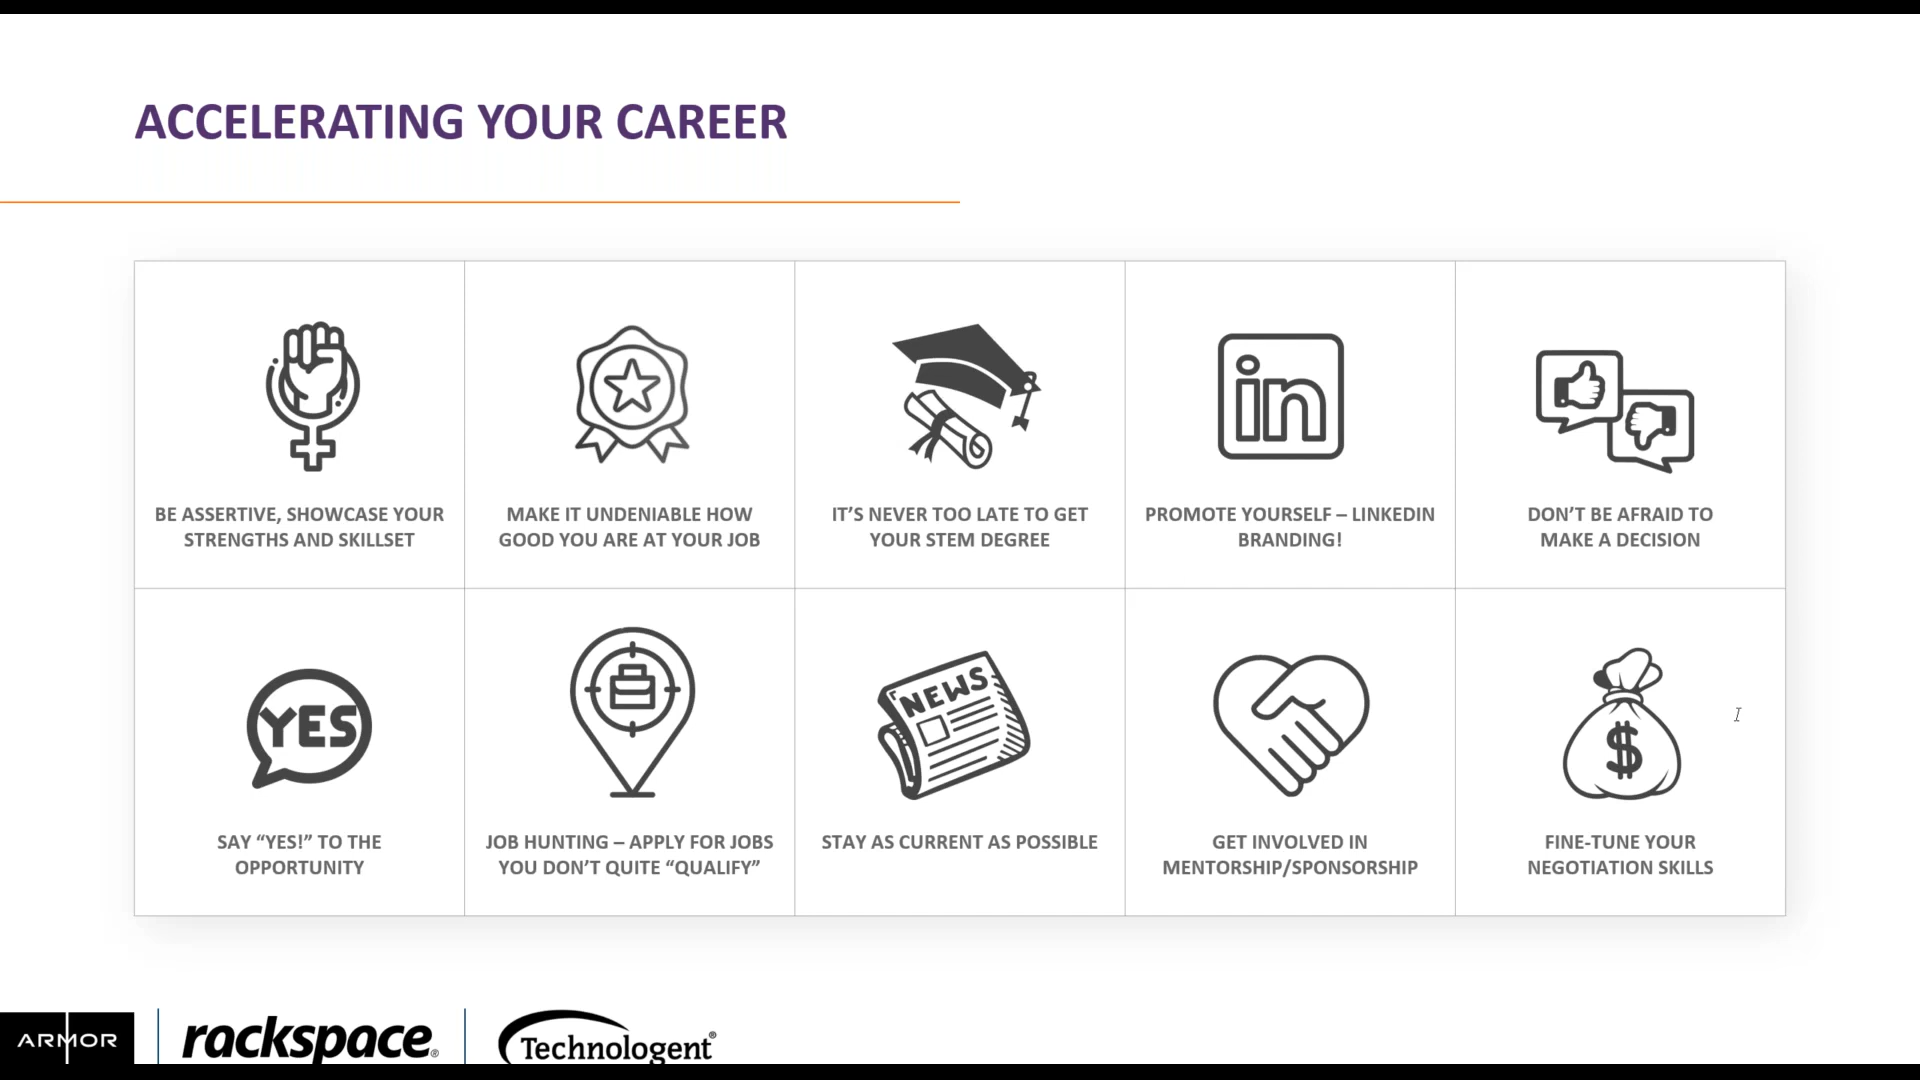 ACCELERATING YOUR CAREER
in
BE ASSERTIVE, SHOWCASE YOUR
STRENGTHS AND SKILLSET
MAKE IT UNDENIABLE HOW
GOOD YOU ARE AT YOUR JOB
IT’S NEVER TOO LATE TO GET
YOUR STEM DEGREE
PROMOTE YOURSELF – LINKEDIN
BRANDING!
DON’T BE AFRAID TO
MAKE A DECISION
YES
NEWS
$
SAY “YES!” TO THE
OPPORTUNITY
JOB HUNTING – APPLY FOR JOBS
YOU DON’T QUITE “QUALIFY”
STAY AS CURRENT AS POSSIBLE
GET INVOLVED IN
MENTORSHIP/SPONSORSHIP
FINE-TUNE YOUR
NEGOTIATION SKILLS
ARMOR
rackspace®
Technologent®